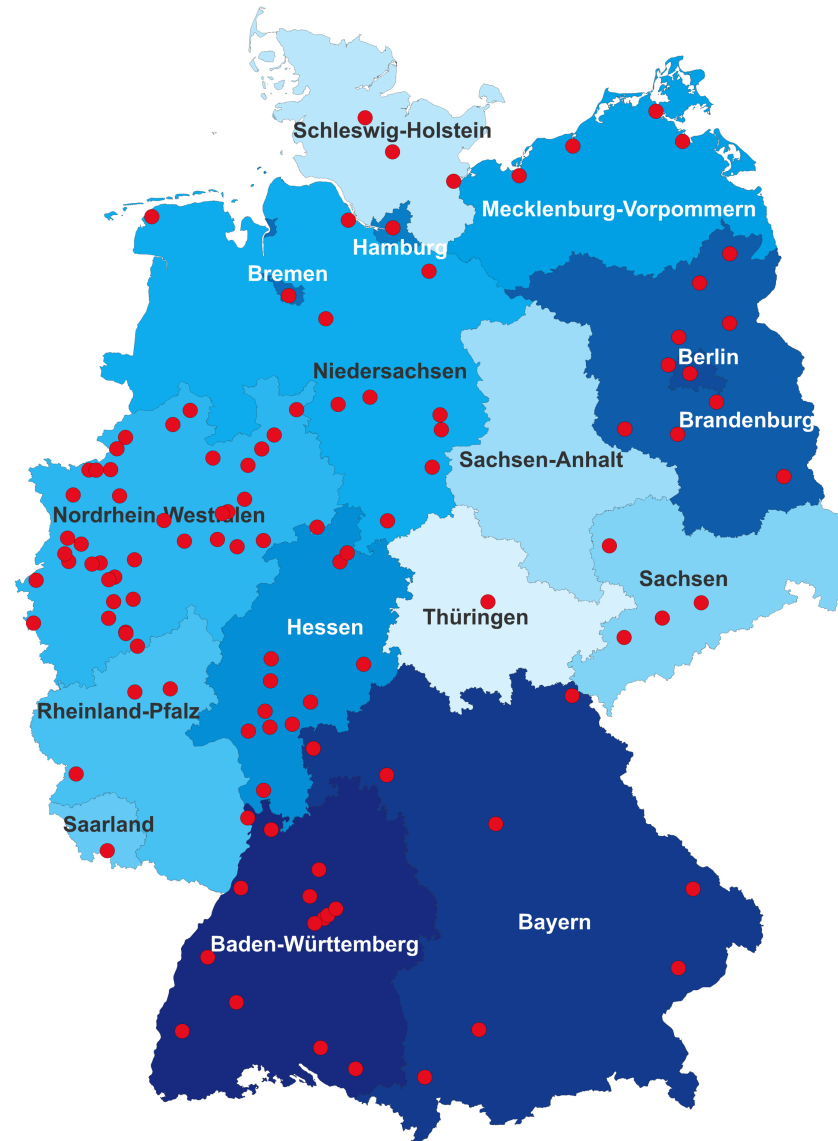 Schleswig-Holstein
Mecklenburg-Vorpommern
Hamburg
Bremen
Berlin
Niedersachsen
Brandenburg
Sachsen-Anhalt
Nordrhein-Westfalen
Sachsen
Thüringen
Hessen
Rheinland-Pfalz
Saarland
Bayern
Baden-Württemberg